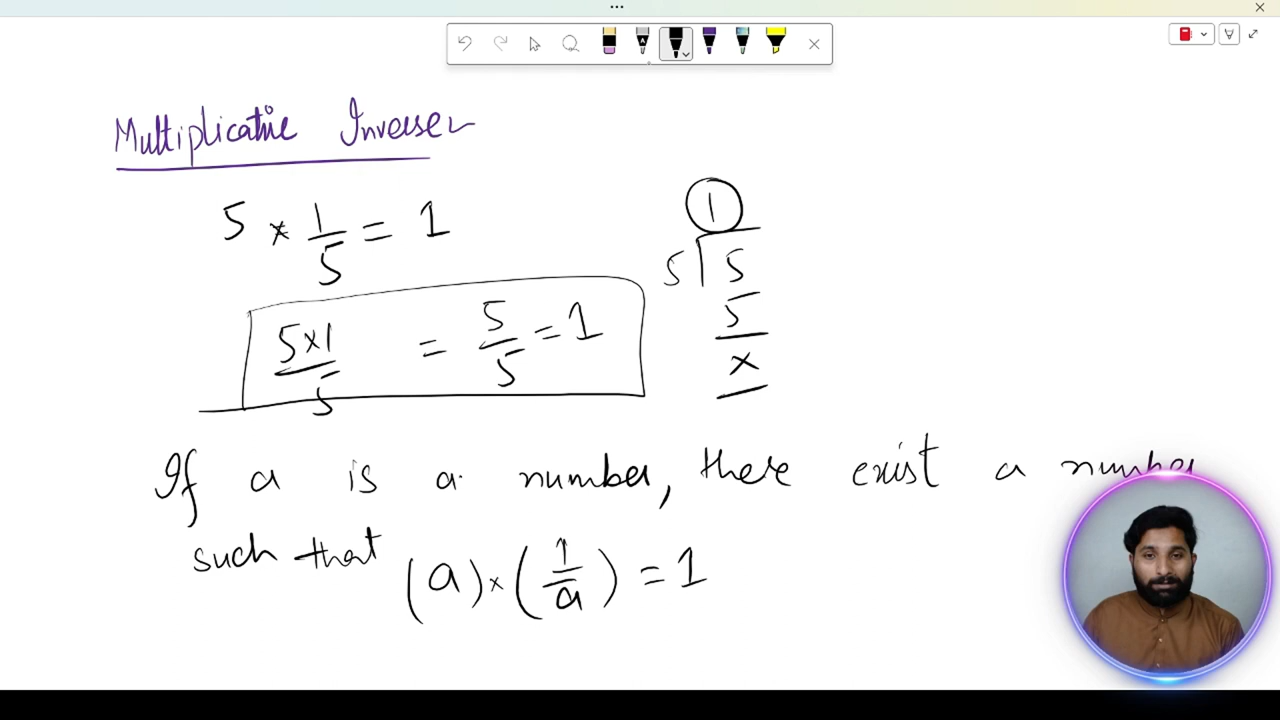 Multiplicative Inverser
5 × 1/5 = 1
1
5 | 5
5
×
5×1/5 = 5/5 = 1
If a is a number, there exist a number
such that (a) × (1/a) = 1